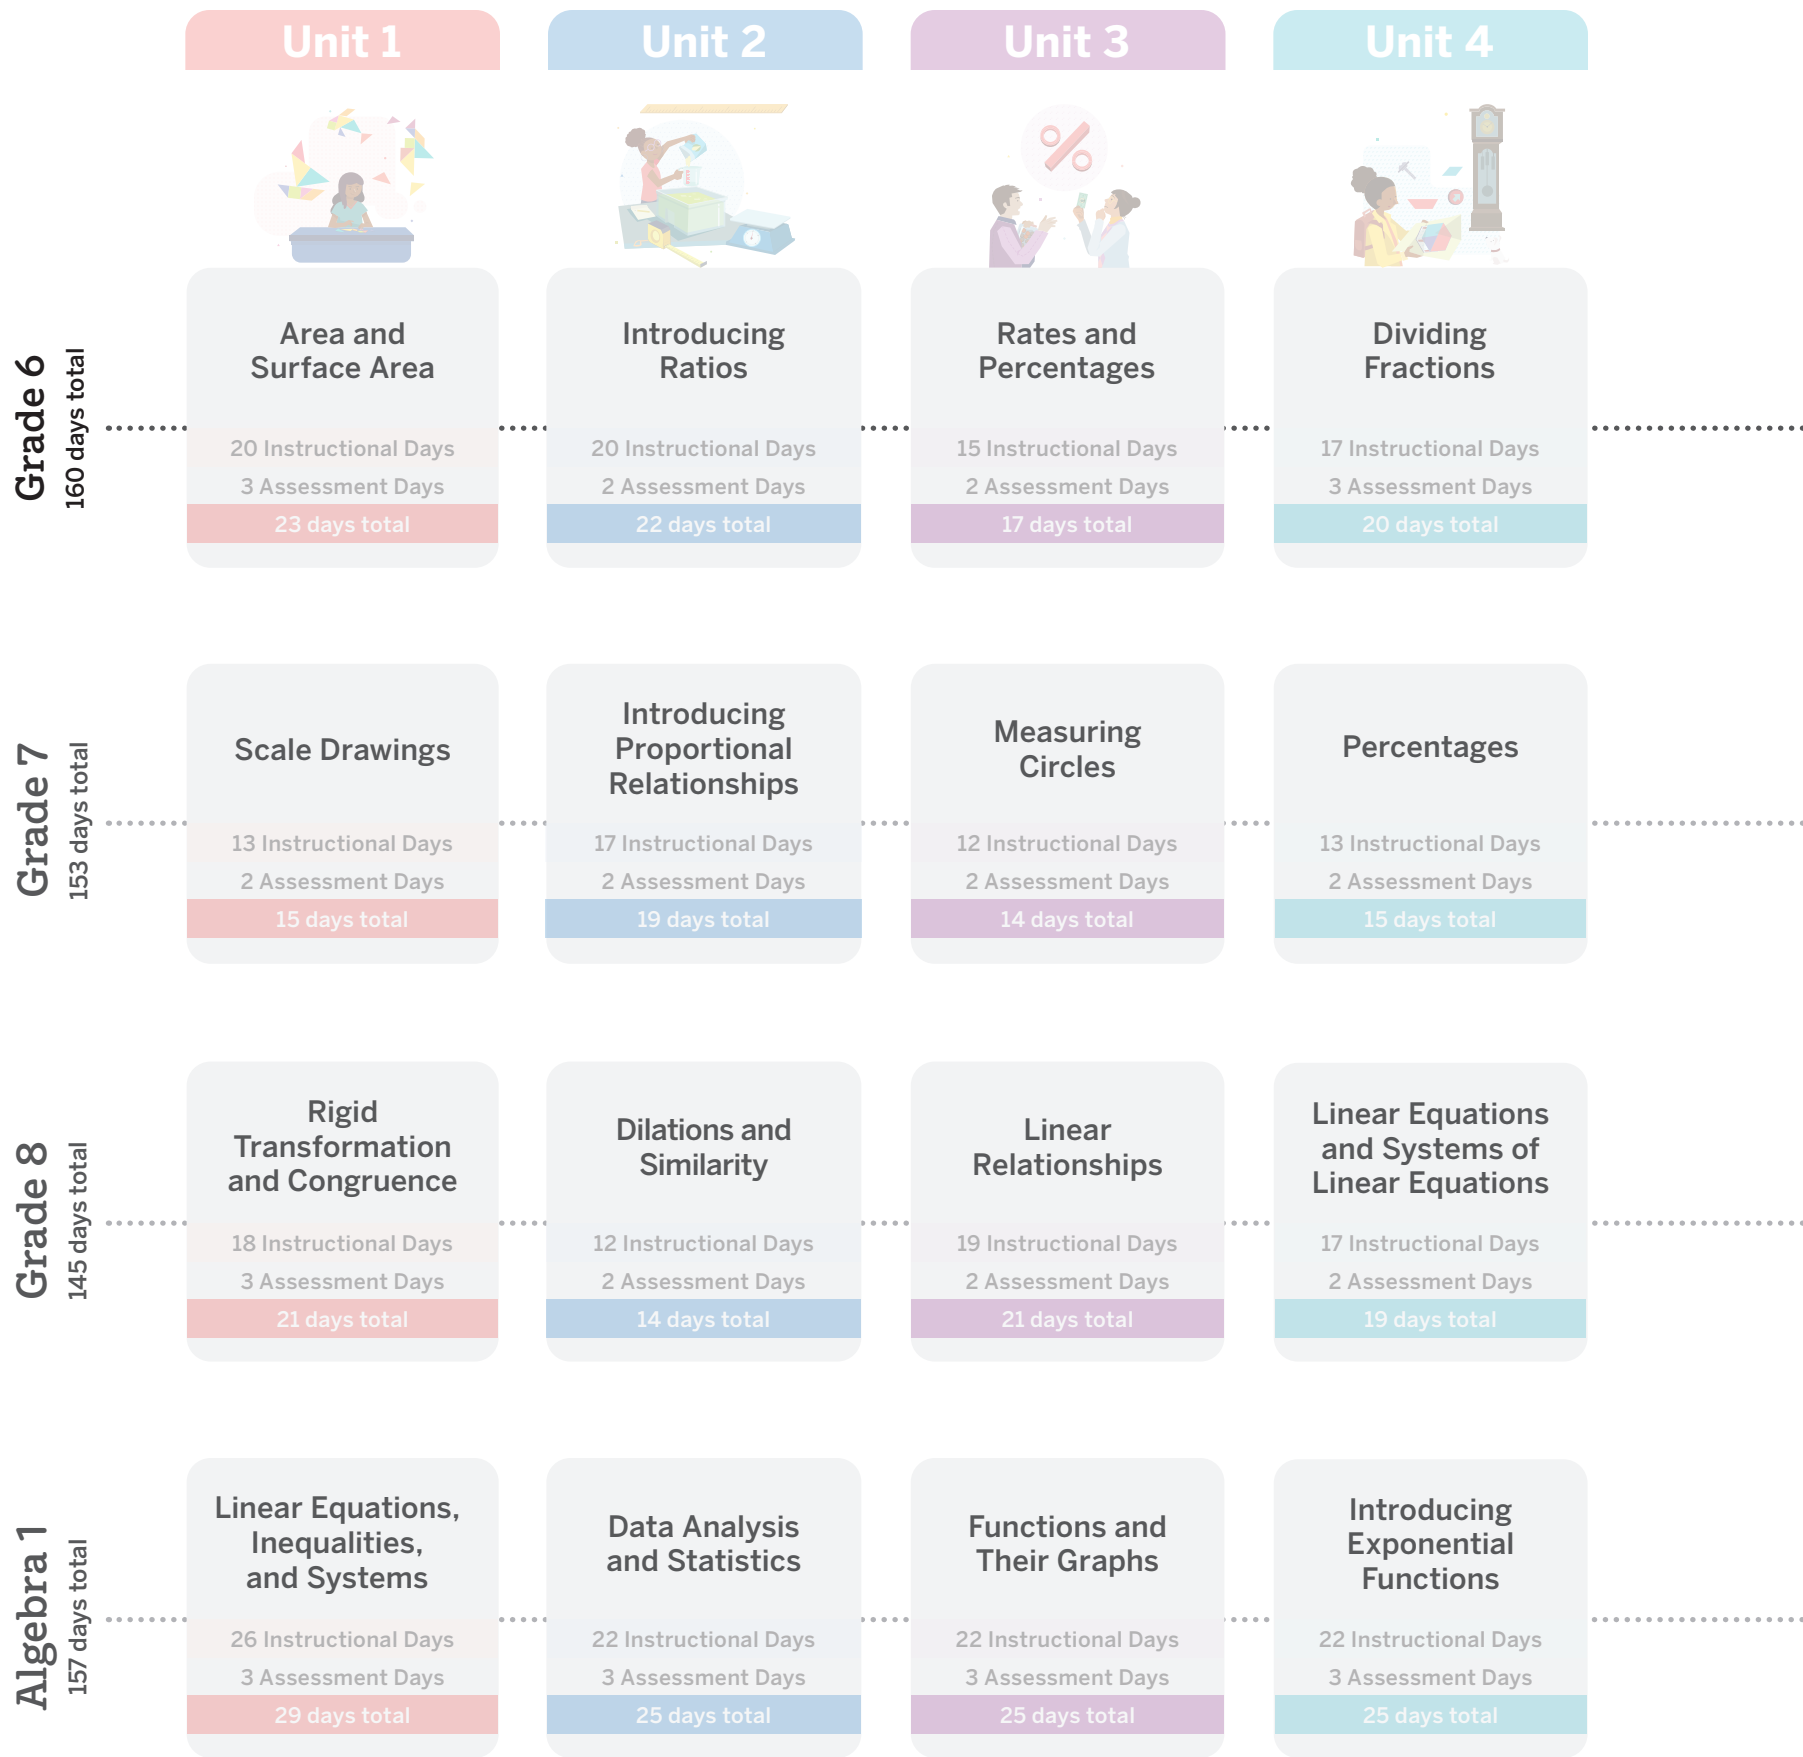 Unit 1
Unit 2
Unit 3
Unit 4
Grade 6
160 days total
Area and
Surface Area
20 Instructional Days
3 Assessment Days
23 days total
Introducing
Ratios
20 Instructional Days
2 Assessment Days
22 days total
Rates and
Percentages
15 Instructional Days
2 Assessment Days
17 days total
Dividing
Fractions
17 Instructional Days
3 Assessment Days
20 days total
Grade 7
153 days total
Scale Drawings
13 Instructional Days
2 Assessment Days
15 days total
Introducing
Proportional
Relationships
17 Instructional Days
2 Assessment Days
19 days total
Measuring
Circles
12 Instructional Days
2 Assessment Days
14 days total
Percentages
13 Instructional Days
2 Assessment Days
15 days total
Grade 8
145 days total
Rigid
Transformation
and Congruence
18 Instructional Days
3 Assessment Days
21 days total
Dilations and
Similarity
12 Instructional Days
2 Assessment Days
14 days total
Linear
Relationships
19 Instructional Days
2 Assessment Days
21 days total
Linear Equations
and Systems of
Linear Equations
17 Instructional Days
2 Assessment Days
19 days total
Algebra 1
157 days total
Linear Equations,
Inequalities,
and Systems
26 Instructional Days
3 Assessment Days
29 days total
Data Analysis
and Statistics
22 Instructional Days
3 Assessment Days
25 days total
Functions and
Their Graphs
22 Instructional Days
3 Assessment Days
25 days total
Introducing
Exponential
Functions
22 Instructional Days
3 Assessment Days
25 days total